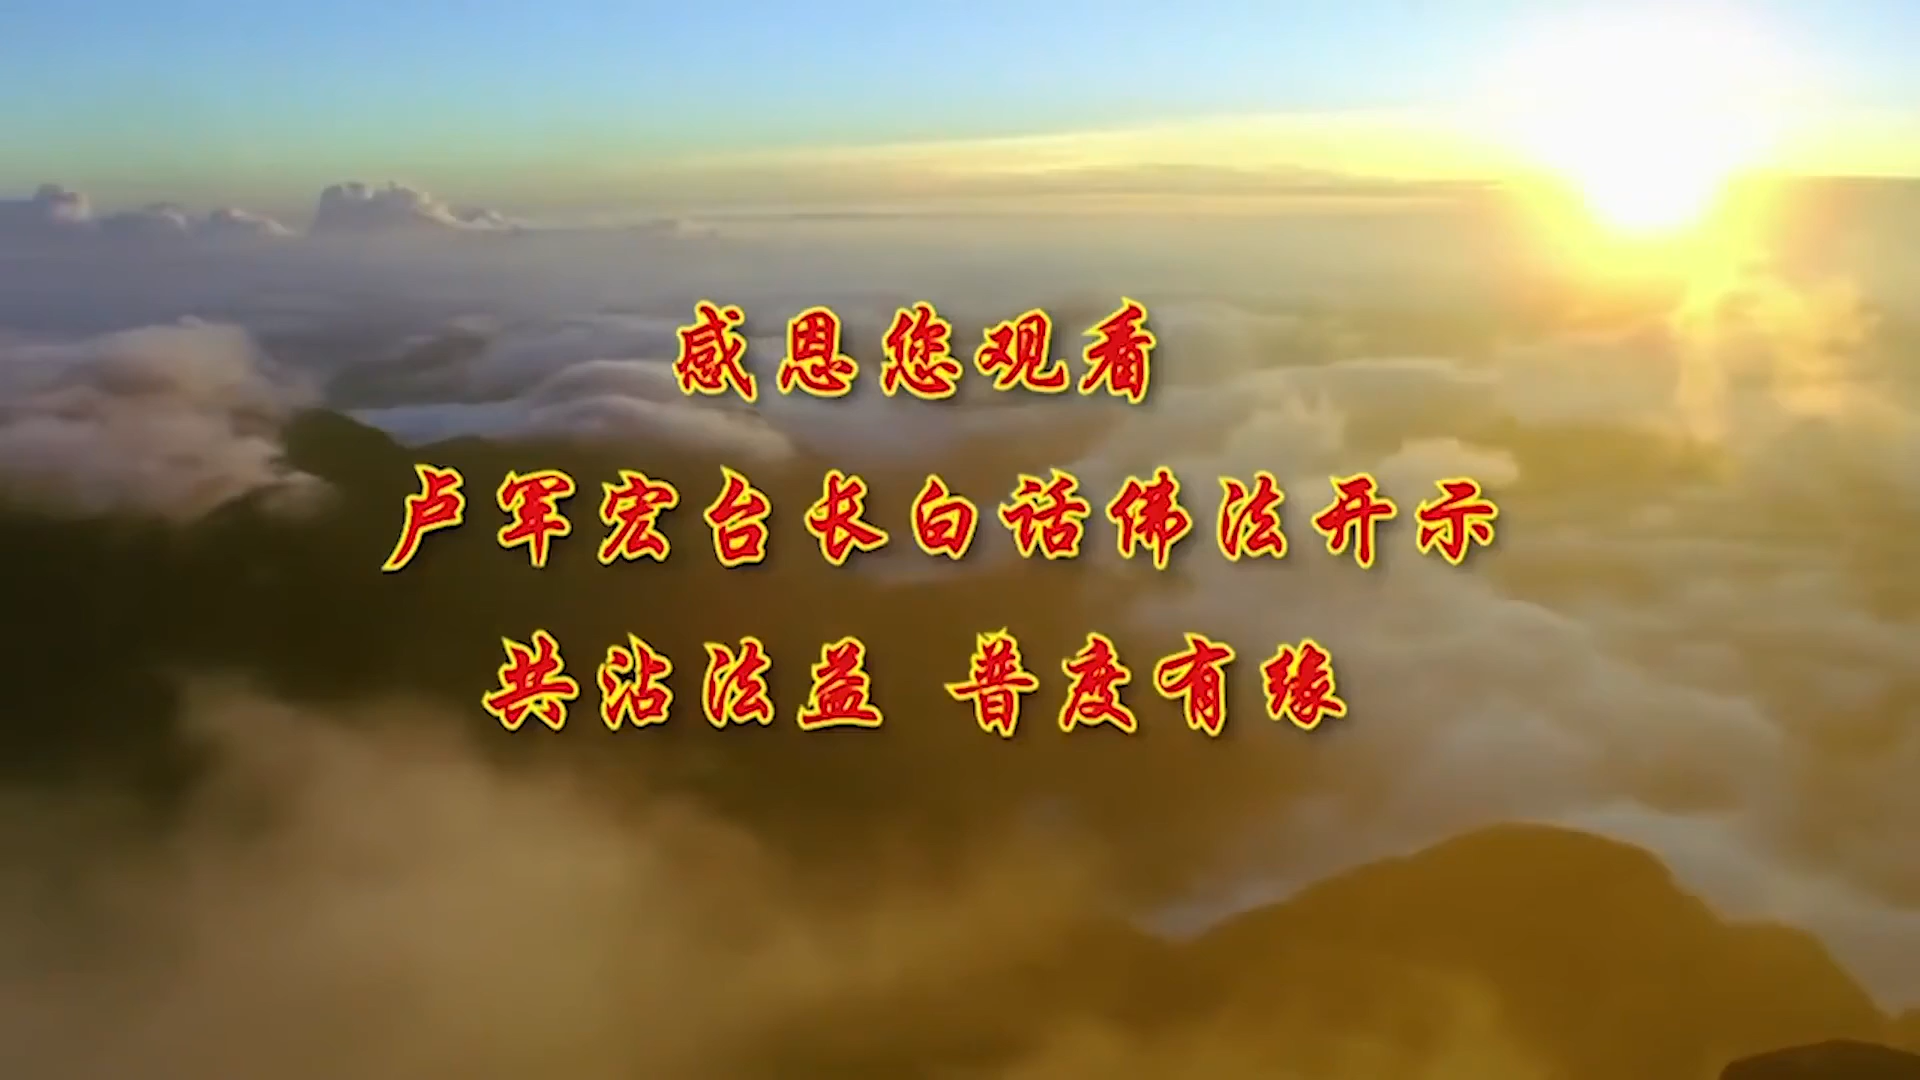 感恩您观看
卢军宏台长白话佛法开示
共沾法益 普度有缘